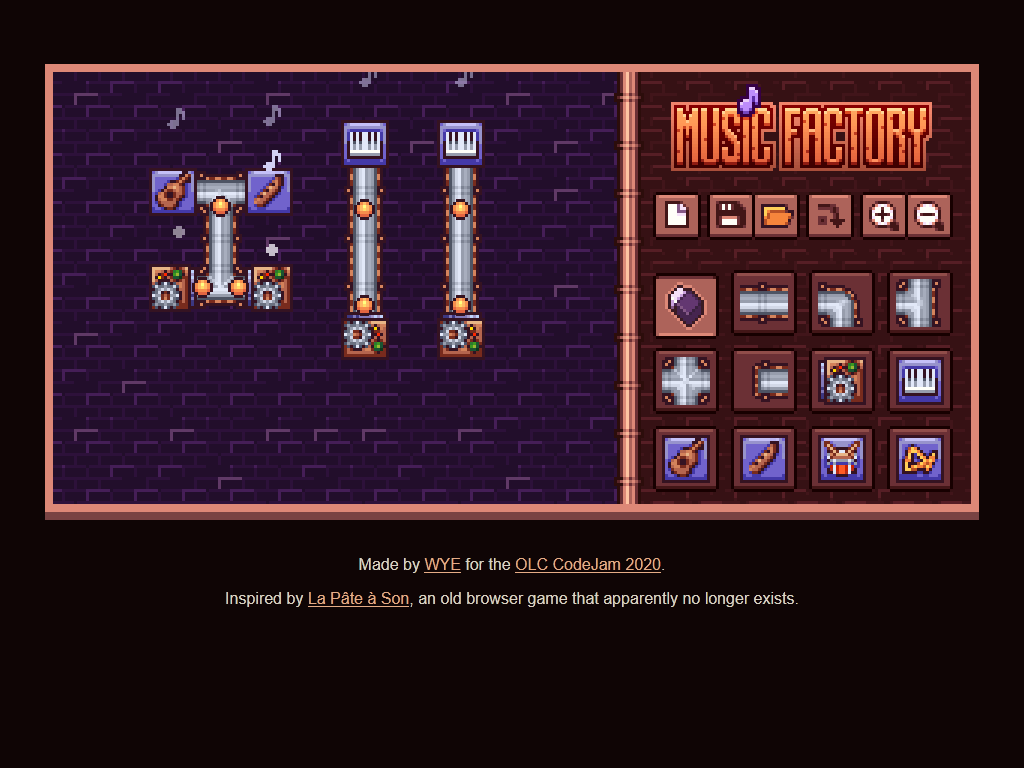 MUSIC FACTORY
Made by WYE for the OLC CodeJam 2020.
Inspired by La Pâte à Son, an old browser game that apparently no longer exists.